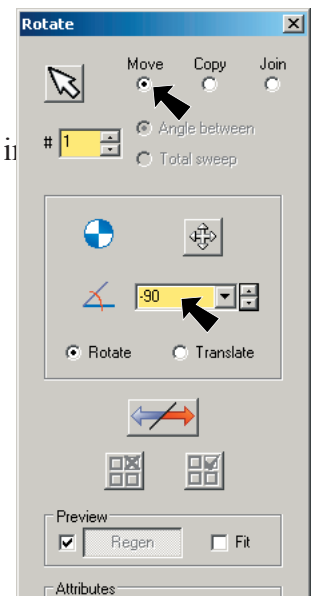 Rotate
Move Copy Join
# 1
Angle between
Total sweep
-90
Rotate Translate
Preview
Regen Fit
Attributes